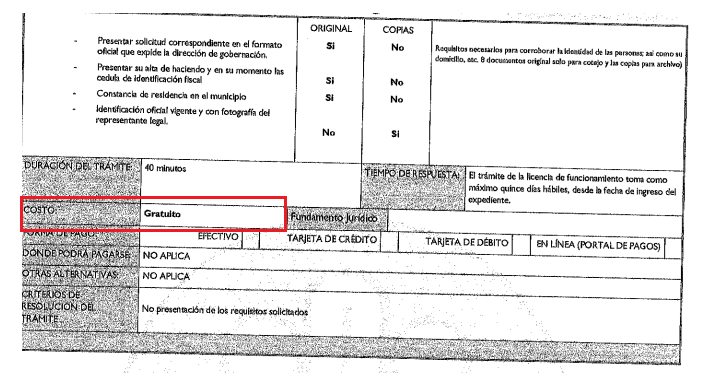 ORIGINAL COPIAS
- Presentar solicitud correspondiente en el formato
oficial que expide la dirección de gobernación.
Si No
- Presentar su alta de haciendo y en su momento las
cedula de identificación fiscal
Si No
- Constancia de residencia en el municipio
Si No
- Identificación oficial vigente y con fotografía del
representante legal.
No Si
Requisitos necesarios para corroborar la identidad de las personas; así como su
domicilio, etc. 8 documentos original solo para cotejo y las copias para archivo)
DURACIÓN DEL TRÁMITE: 40 minutos
TIEMPO DE RESPUESTA: El trámite de la licencia de funcionamiento toma como
máximo quince días hábiles, desde la fecha de ingreso del
expediente.
COSTO: Gratuito Fundamento Jurídico
FORMA DE PAGO: EFECTIVO TARJETA DE CRÉDITO TARJETA DE DÉBITO EN LÍNEA (PORTAL DE PAGOS)
DONDE PODRÁ PAGARSE: NO APLICA
OTRAS ALTERNATIVAS: NO APLICA
CRITERIOS DE
RESOLUCIÓN DEL
TRÁMITE
No presentación de los requisitos solicitados